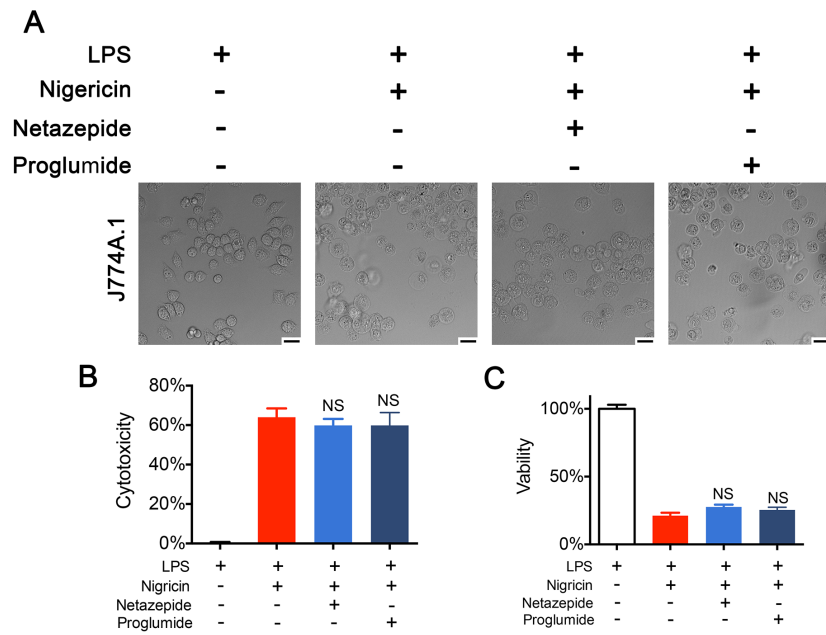 A
LPS + + + +
Nigericin - + + +
Netazepide - - + -
Proglumide - - - +
J774A.1
B
80%
60%
40%
20%
0%
Cytotoxicity
NS NS
LPS + + + +
Nigricin - + + +
Netazepide - - + -
Proglumide - - - +
C
100%
50%
0%
Vability
NS NS
LPS + + + +
Nigericin - + + +
Netazepide - - + -
Proglumide - - - +